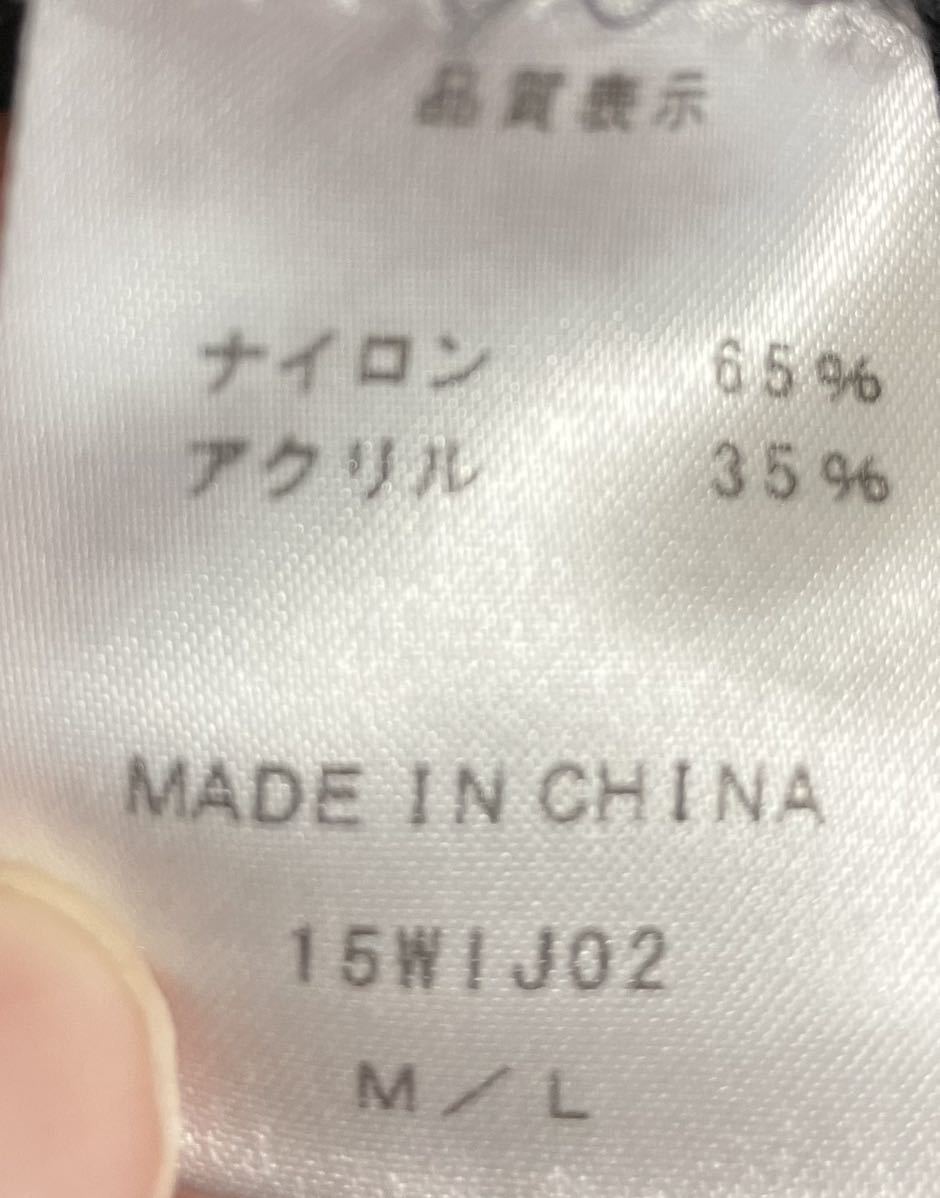 品質表示
ナイロン 65%
アクリル 35%
MADE IN CHINA
15WIJ02
M/L